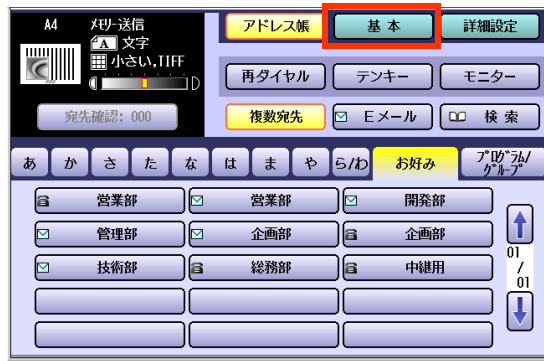 A4 ﾒﾓﾘｰ送信 アドレス帳 基本 詳細設定
A 文字
小さい,TIFF
D
再ダイヤル テンキー モニター
宛先確認: 000 複数宛先 Eメール 検索
あ か さ た な は ま や ら/わ お好み ﾌﾟﾛｸﾞﾗﾑ/
ｸﾞﾙｰﾌﾟ
営業部 営業部 開発部
管理部 企画部 企画部
技術部 総務部 中継用
01
/
01